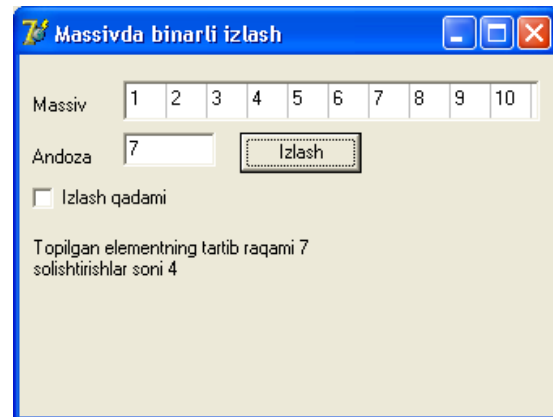 Massivda binarli izlash
Massiv 1 2 3 4 5 6 7 8 9 10
Andoza 7 Izlash
Izlash qadami
Topilgan elementning tartib raqami 7
solishtirishlar soni 4